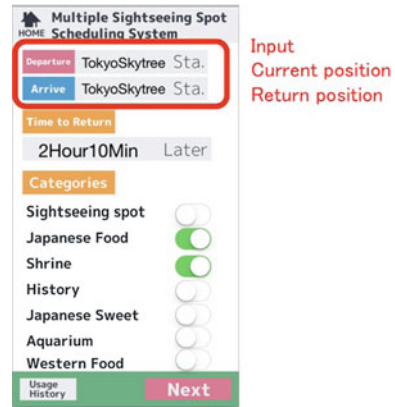 Multiple Sightseeing Spot
HOME Scheduling System
Departure TokyoSkytree Sta.
Arrive TokyoSkytree Sta.
Input
Current position
Return position
Time to Return
2Hour10Min Later
Categories
Sightseeing spot
Japanese Food
Shrine
History
Japanese Sweet
Aquarium
Western Food
Usage
History
Next